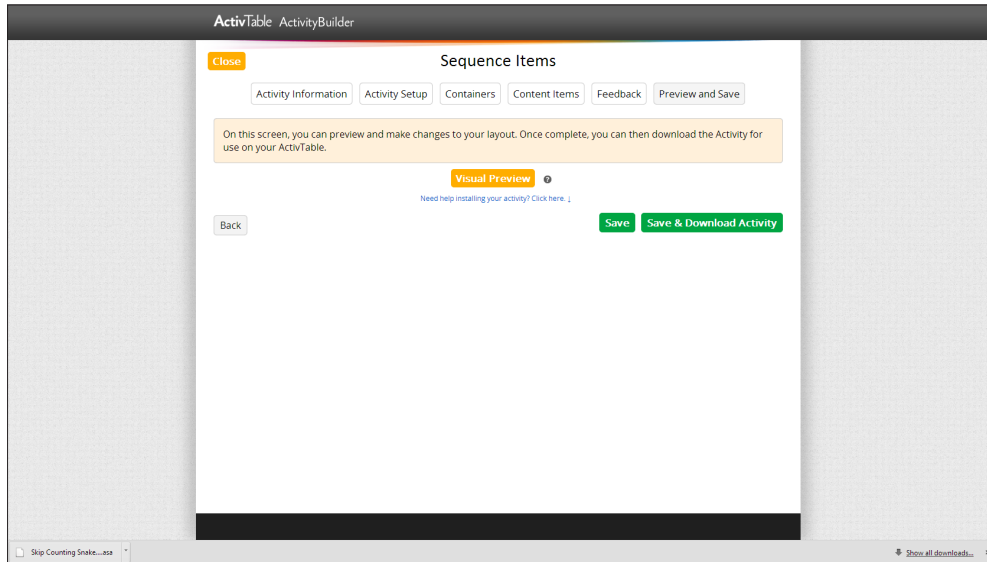 ActivTable ActivityBuilder
Close
Sequence Items
Activity Information
Activity Setup
Containers
Content Items
Feedback
Preview and Save
On this screen, you can preview and make changes to your layout. Once complete, you can then download the Activity for
use on your ActivTable.
Visual Preview ?
Need help installing your activity? Click here. ↓
Back
Save
Save & Download Activity
Skip Counting Snake....asa
Show all downloads...